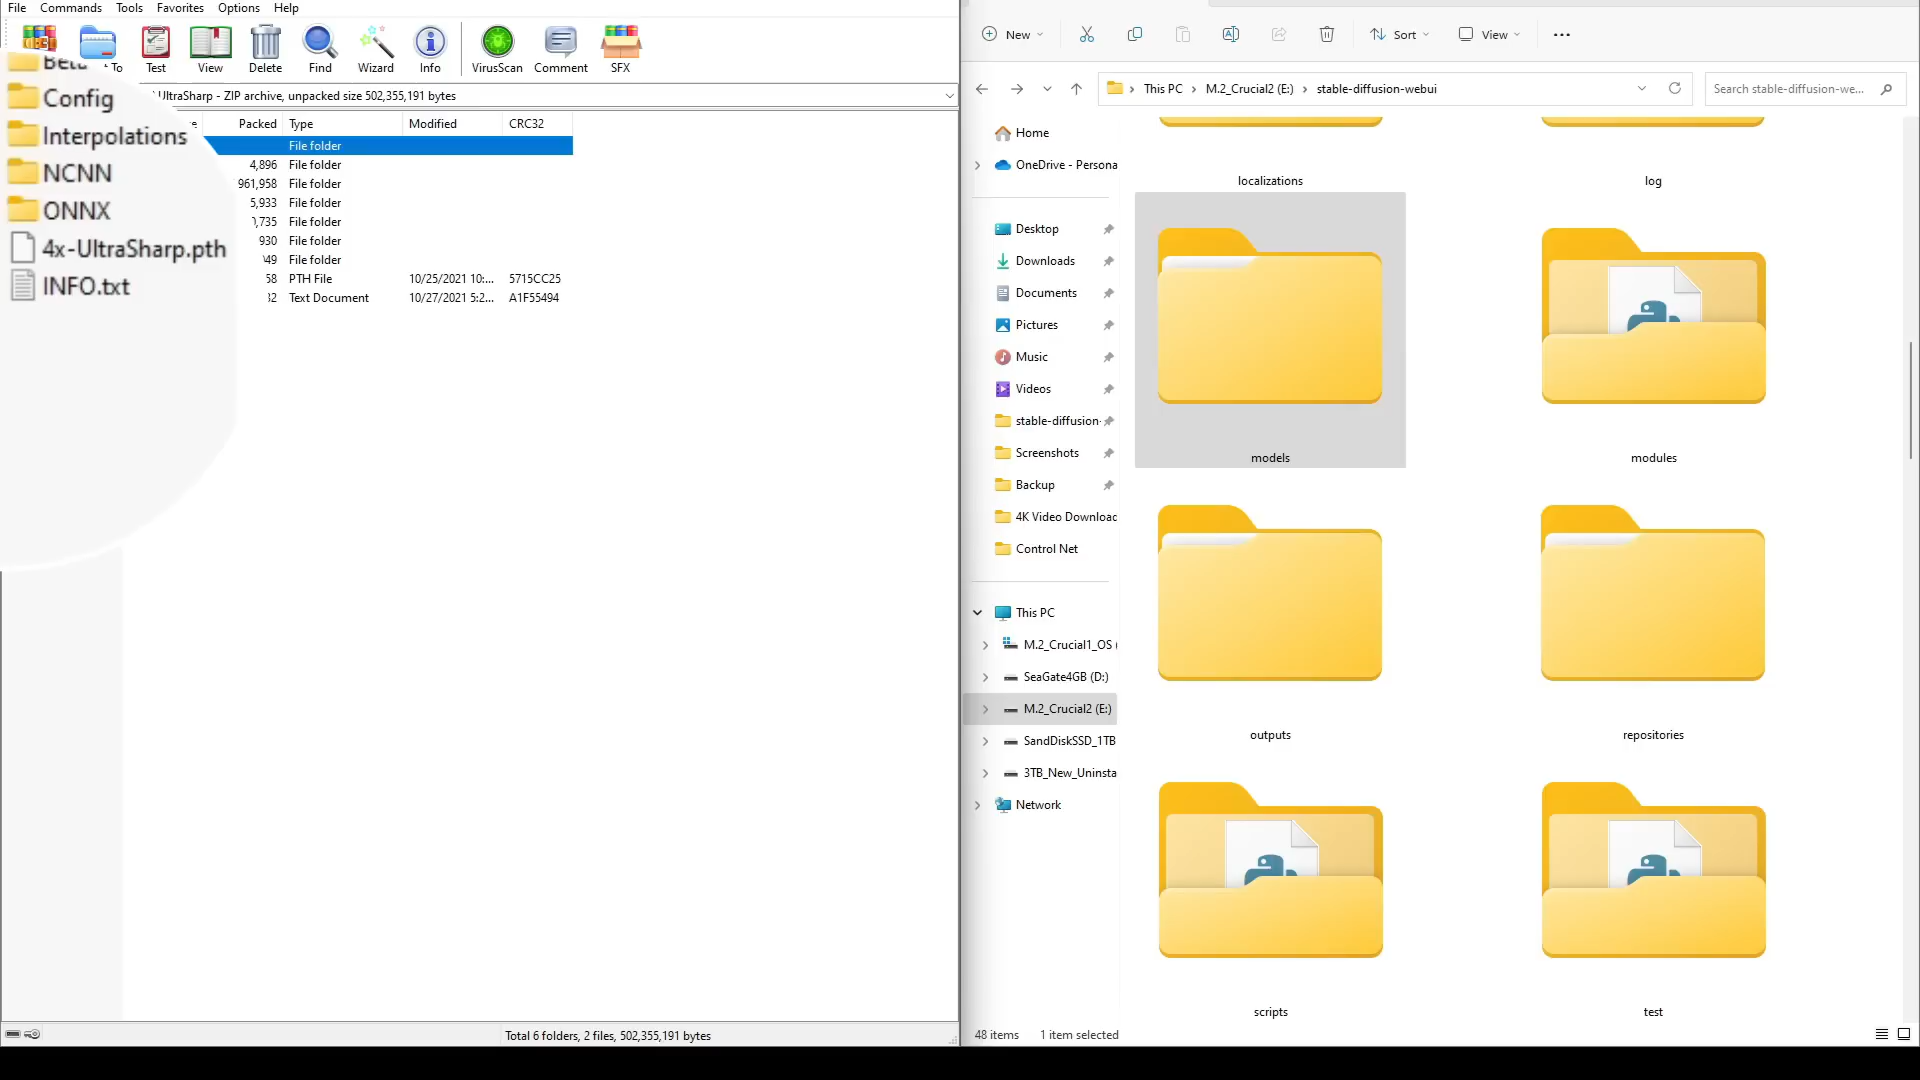 File Commands Tools Favorites Options Help
To Test View Delete Find Wizard Info VirusScan Comment SFX
UltraSharp - ZIP archive, unpacked size 502,355,191 bytes
Packed Type Modified CRC32
File folder
4,896 File folder
961,958 File folder
5,933 File folder
,735 File folder
930 File folder
49 File folder
58 PTH File 10/25/2021 10:... 5715CC25
32 Text Document 10/27/2021 5:2... A1F55494
Config
Interpolations
NCNN
ONNX
4x-UltraSharp.pth
INFO.txt
Total 6 folders, 2 files, 502,355,191 bytes
New Sort View
This PC M.2_Crucial2 (E:) stable-diffusion-webui
Search stable-diffusion-we...
Home
OneDrive - Persona
Desktop
Downloads
Documents
Pictures
Music
Videos
stable-diffusion-
Screenshots
Backup
4K Video Download
Control Net
This PC
M.2_Crucial1_OS (
SeaGate4GB (D:)
M.2_Crucial2 (E:)
SandDiskSSD_1TB
3TB_New_Uninsta
Network
localizations log
models modules
outputs repositories
scripts test
48 items 1 item selected